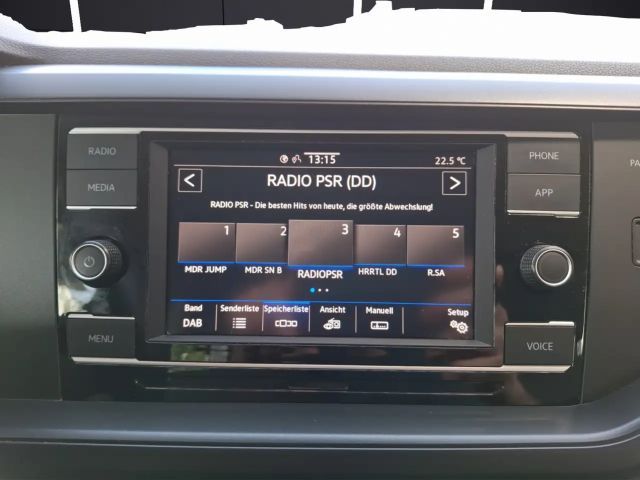 13:15
22.5 °C
RADIO
MEDIA
MENU
RADIO PSR (DD)
RADIO PSR - Die besten Hits von heute, die größte Abwechslung!
1 2 3 4 5
MDR JUMP MDR SN B RADIOPSR HRRTL DD R.SA
Band Senderliste Speicherliste Ansicht Manuell Setup
DAB
PHONE
APP
VOICE
PA